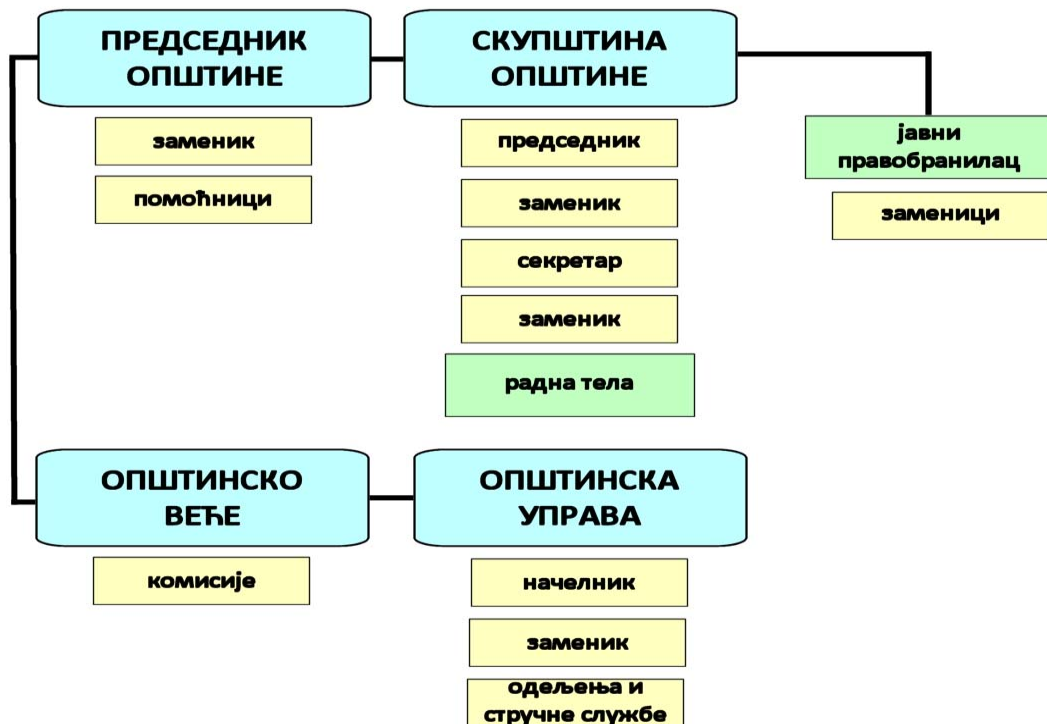 ПРЕДСЕДНИК
ОПШТИНЕ
заменик
помоћници
СКУПШТИНА
ОПШТИНЕ
председник
заменик
секретар
заменик
радна тела
јавни
правобранилац
заменици
ОПШТИНСКО
ВЕЋЕ
комисије
ОПШТИНСКА
УПРАВА
начелник
заменик
одељења и
стручне службе